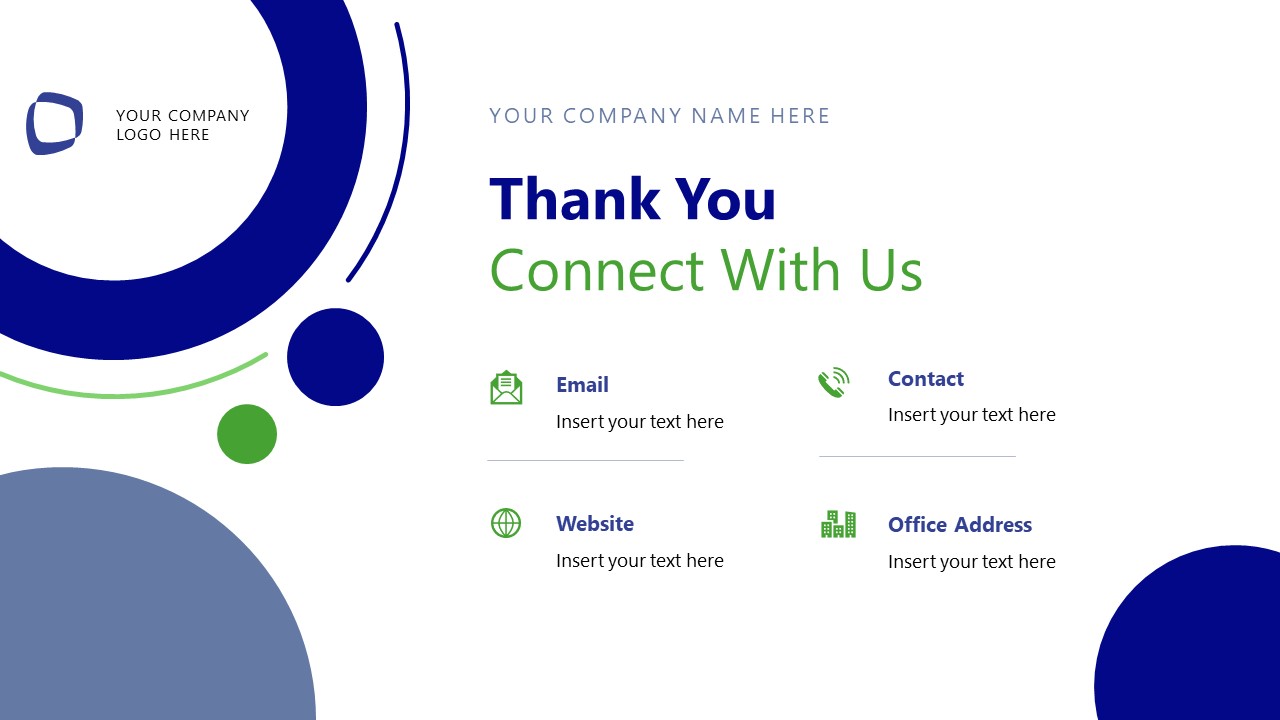 YOUR COMPANY
LOGO HERE
YOUR COMPANY NAME HERE
Thank You
Connect With Us
Email
Insert your text here
Contact
Insert your text here
Website
Insert your text here
Office Address
Insert your text here